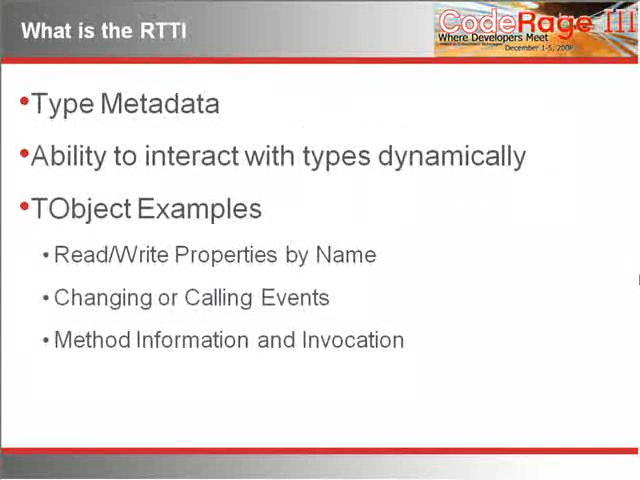 What is the RTTI
CodeRage III
Where Developers Meet
December 1-5, 2008
•Type Metadata
•Ability to interact with types dynamically
•TObject Examples
•Read/Write Properties by Name
•Changing or Calling Events
•Method Information and Invocation